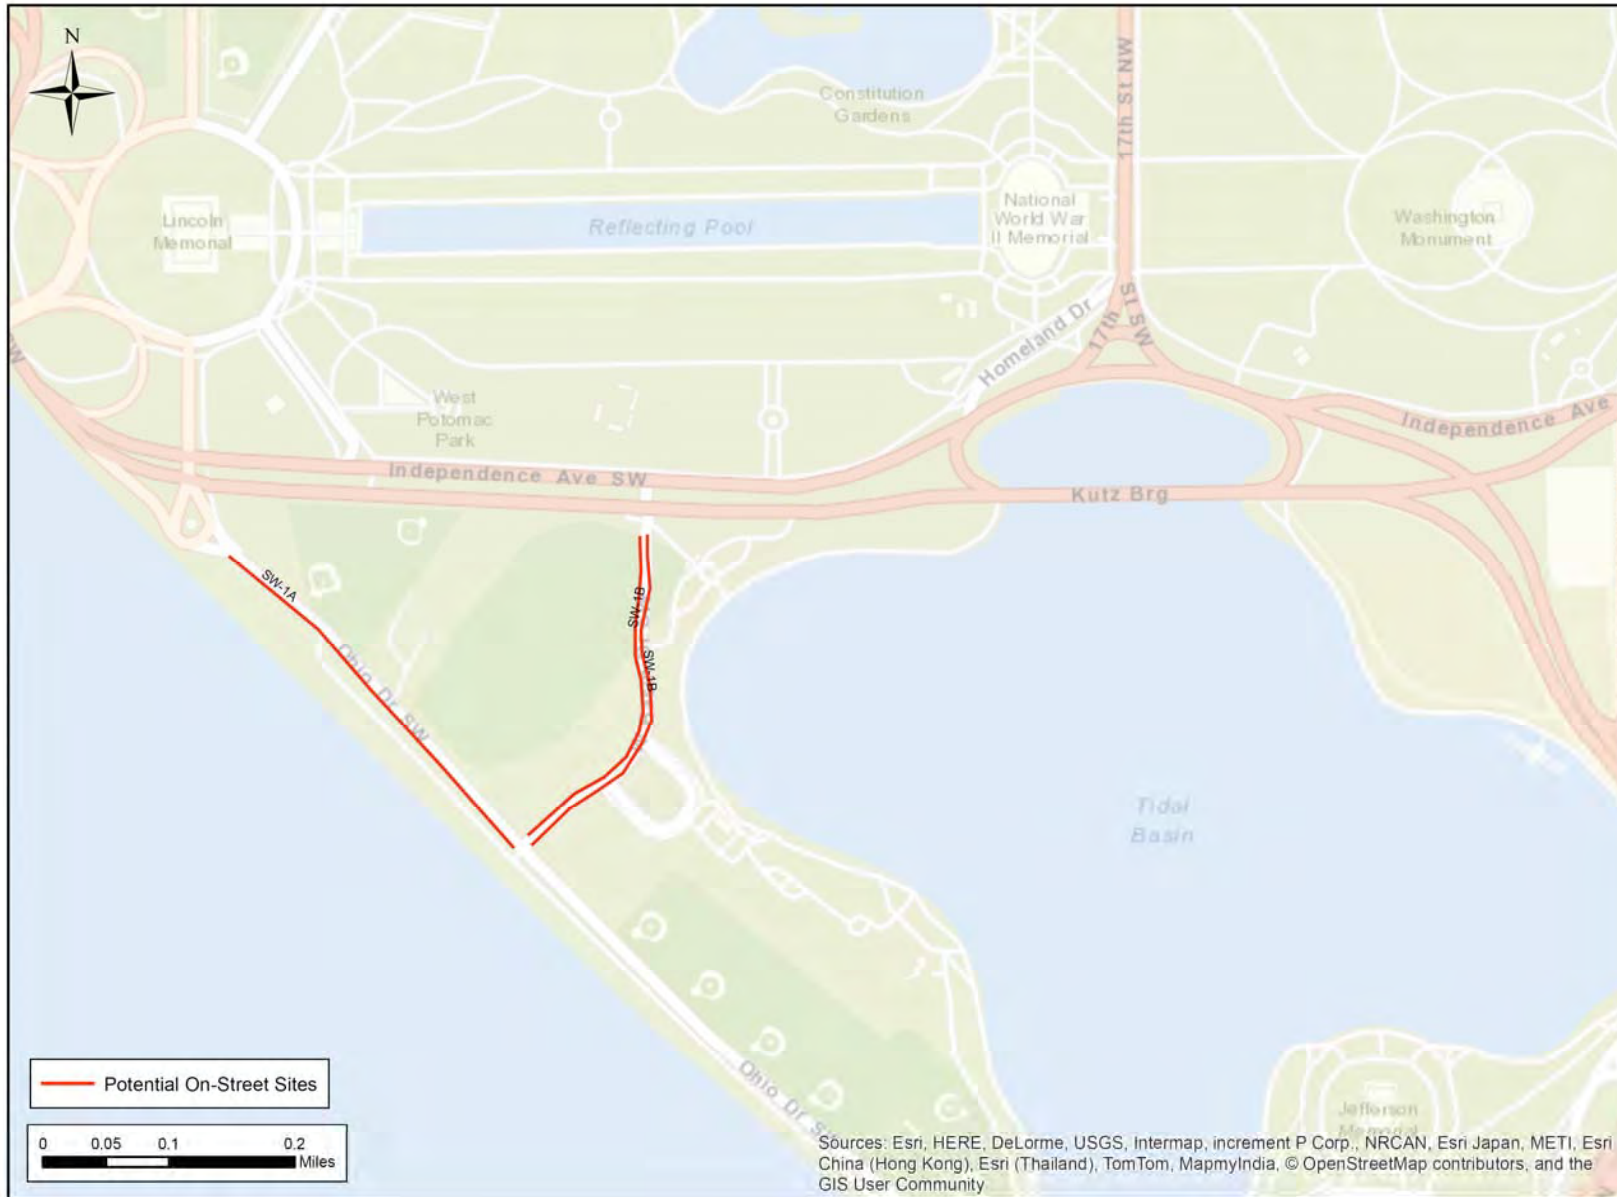 N
Constitution
Gardens
17th St NW
Lincoln
Memorial
Reflecting Pool
National
World War
II Memorial
Washington
Monument
Homeland Dr
17th
St SW
SW
West
Potomac
Park
Independence Ave
Independence Ave SW
Kutz Brg
SW-1A
SW-1B
SW-1B
Ohio Dr SW
Tidal
Basin
Ohio Dr
Jefferson
Memorial
Potential On-Street Sites
0 0.05 0.1 0.2
Miles
Sources: Esri, HERE, DeLorme, USGS, Intermap, increment P Corp., NRCAN, Esri Japan, METI, Esri
China (Hong Kong), Esri (Thailand), TomTom, MapmyIndia, © OpenStreetMap contributors, and the
GIS User Community